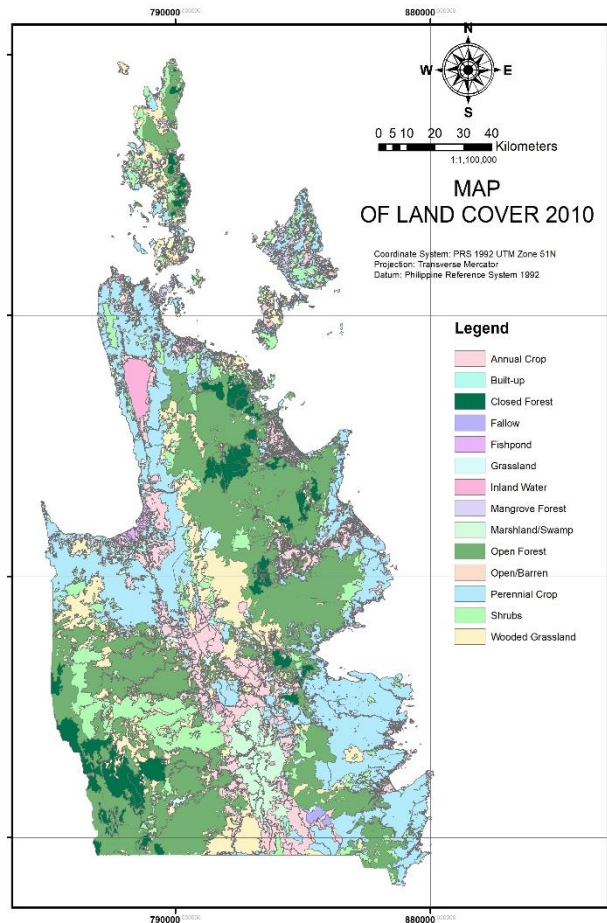 790000
880000
N
W E
S
0 5 10 20 30 40
Kilometers
1:1,100,000
MAP
OF LAND COVER 2010
Coordinate System: PRS 1992 UTM Zone 51N
Projection: Transverse Mercator
Datum: Philippine Reference System 1992
Legend
Annual Crop
Built-up
Closed Forest
Fallow
Fishpond
Grassland
Inland Water
Mangrove Forest
Marshland/Swamp
Open Forest
Open/Barren
Perennial Crop
Shrubs
Wooded Grassland
790000
880000